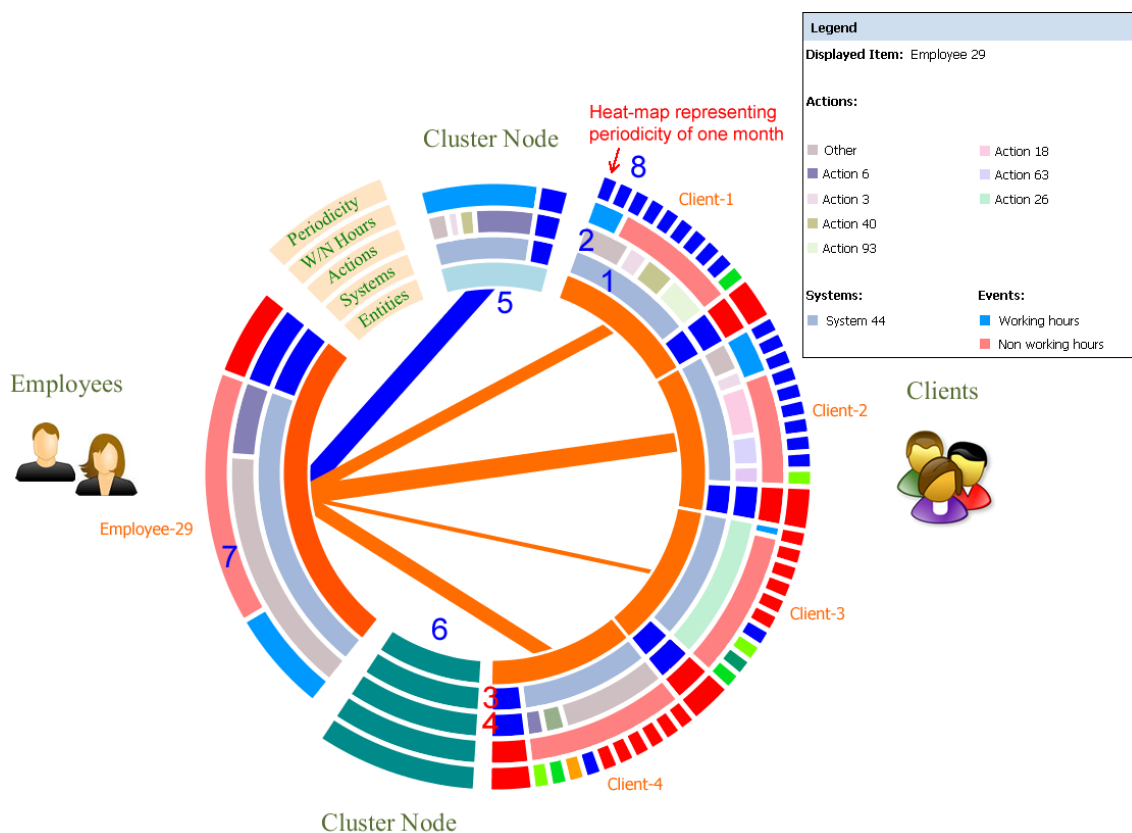 Legend
Displayed Item: Employee 29
Actions:
Other
Action 18
Action 6
Action 63
Action 3
Action 26
Action 40
Action 93
Systems:
Events:
System 44
Working hours
Non working hours
Heat-map representing
periodicity of one month
Cluster Node
8
Client-1
Periodicity
W/N Hours
Actions
Systems
Entities
2
1
5
Employees
Clients
Client-2
Employee-29
7
Client-3
6
3
4
Client-4
Cluster Node